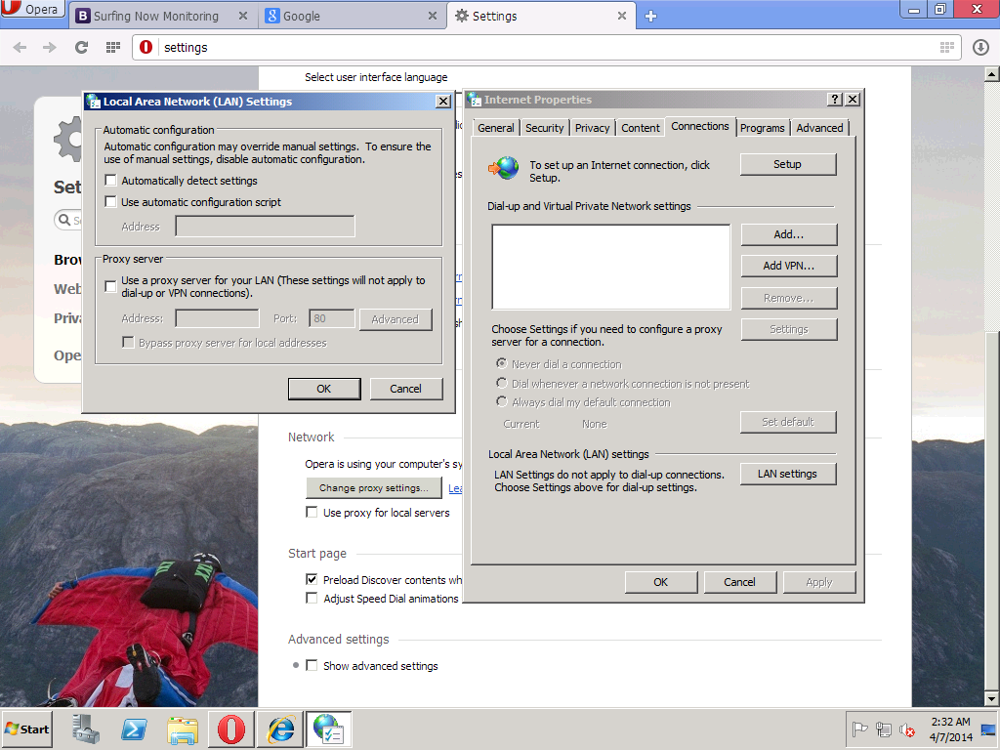 Opera
Surfing Now Monitoring
Google
Settings
settings
Select user interface language
Set
Brow
Web
Priva
Ope
Local Area Network (LAN) Settings
Automatic configuration
Automatic configuration may override manual settings. To ensure the
use of manual settings, disable automatic configuration.
Automatically detect settings
Use automatic configuration script
Address
Proxy server
Use a proxy server for your LAN (These settings will not apply to
dial-up or VPN connections).
Address:
Port:
80
Advanced
Bypass proxy server for local addresses
OK
Cancel
Internet Properties
General
Security
Privacy
Content
Connections
Programs
Advanced
To set up an Internet connection, click
Setup.
Setup
Dial-up and Virtual Private Network settings
Add...
Add VPN...
Remove...
Choose Settings if you need to configure a proxy
server for a connection.
Settings
Never dial a connection
Dial whenever a network connection is not present
Always dial my default connection
Current
None
Set default
Local Area Network (LAN) settings
LAN Settings do not apply to dial-up connections.
Choose Settings above for dial-up settings.
LAN settings
OK
Cancel
Apply
Network
Opera is using your computer's sy
Change proxy settings...
Lea
Use proxy for local servers
Start page
Preload Discover contents wh
Adjust Speed Dial animations
Advanced settings
Show advanced settings
Start
2:32 AM
4/7/2014